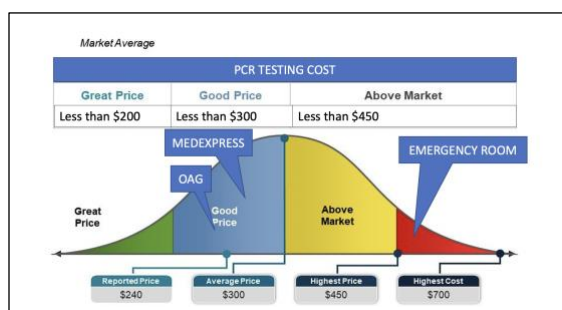 Market Average
PCR TESTING COST
Great Price Good Price Above Market
Less than $200 Less than $300 Less than $450
MEDEXPRESS
EMERGENCY ROOM
OAG
Great
Price
Good
Price
Above
Market
Reported Price Average Price Highest Price Highest Cost
$240 $300 $450 $700